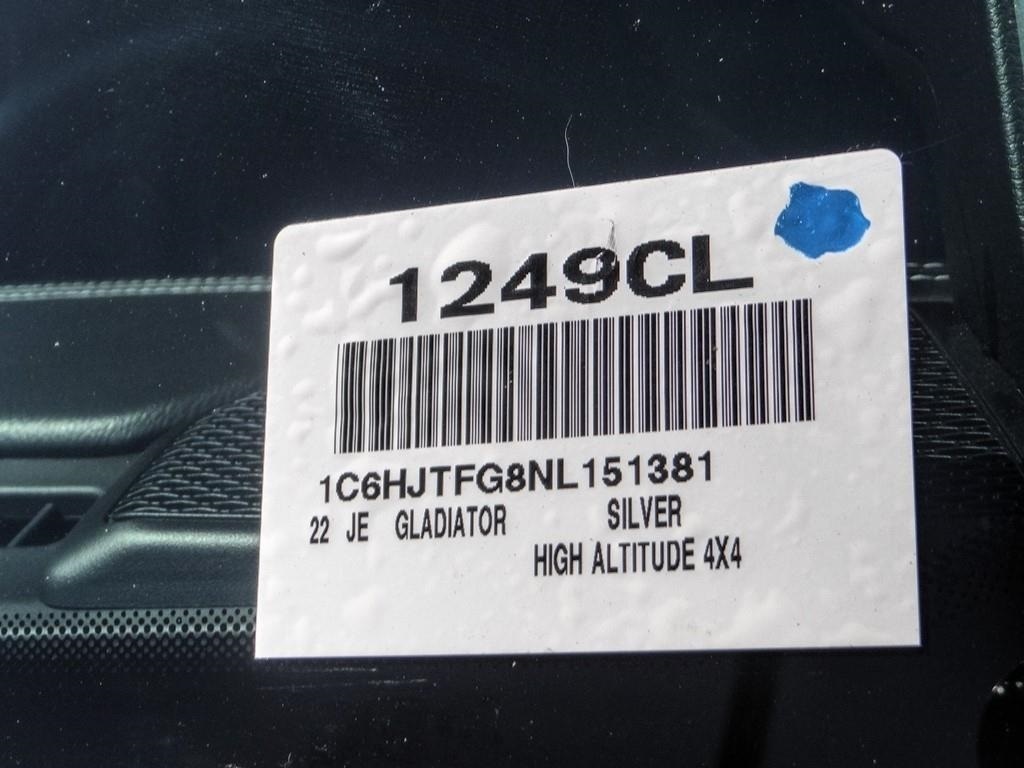 1249CL
1C6HJTFG8NL151381
22 JE GLADIATOR SILVER
HIGH ALTITUDE 4X4